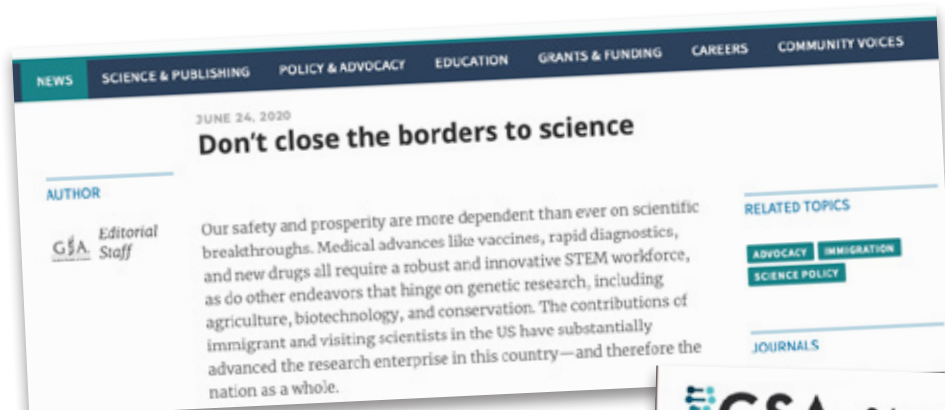 NEWS SCIENCE & PUBLISHING POLICY & ADVOCACY EDUCATION GRANTS & FUNDING CAREERS COMMUNITY VOICES
JUNE 24, 2020
Don't close the borders to science
AUTHOR
GSA
Editorial
Staff
Our safety and prosperity are more dependent than ever on scientific
breakthroughs. Medical advances like vaccines, rapid diagnostics,
and new drugs all require a robust and innovative STEM workforce,
as do other endeavors that hinge on genetic research, including
agriculture, biotechnology, and conservation. The contributions of
immigrant and visiting scientists in the US have substantially
advanced the research enterprise in this country—and therefore the
nation as a whole.
RELATED TOPICS
ADVOCACY IMMIGRATION
SCIENCE POLICY
JOURNALS
GSA